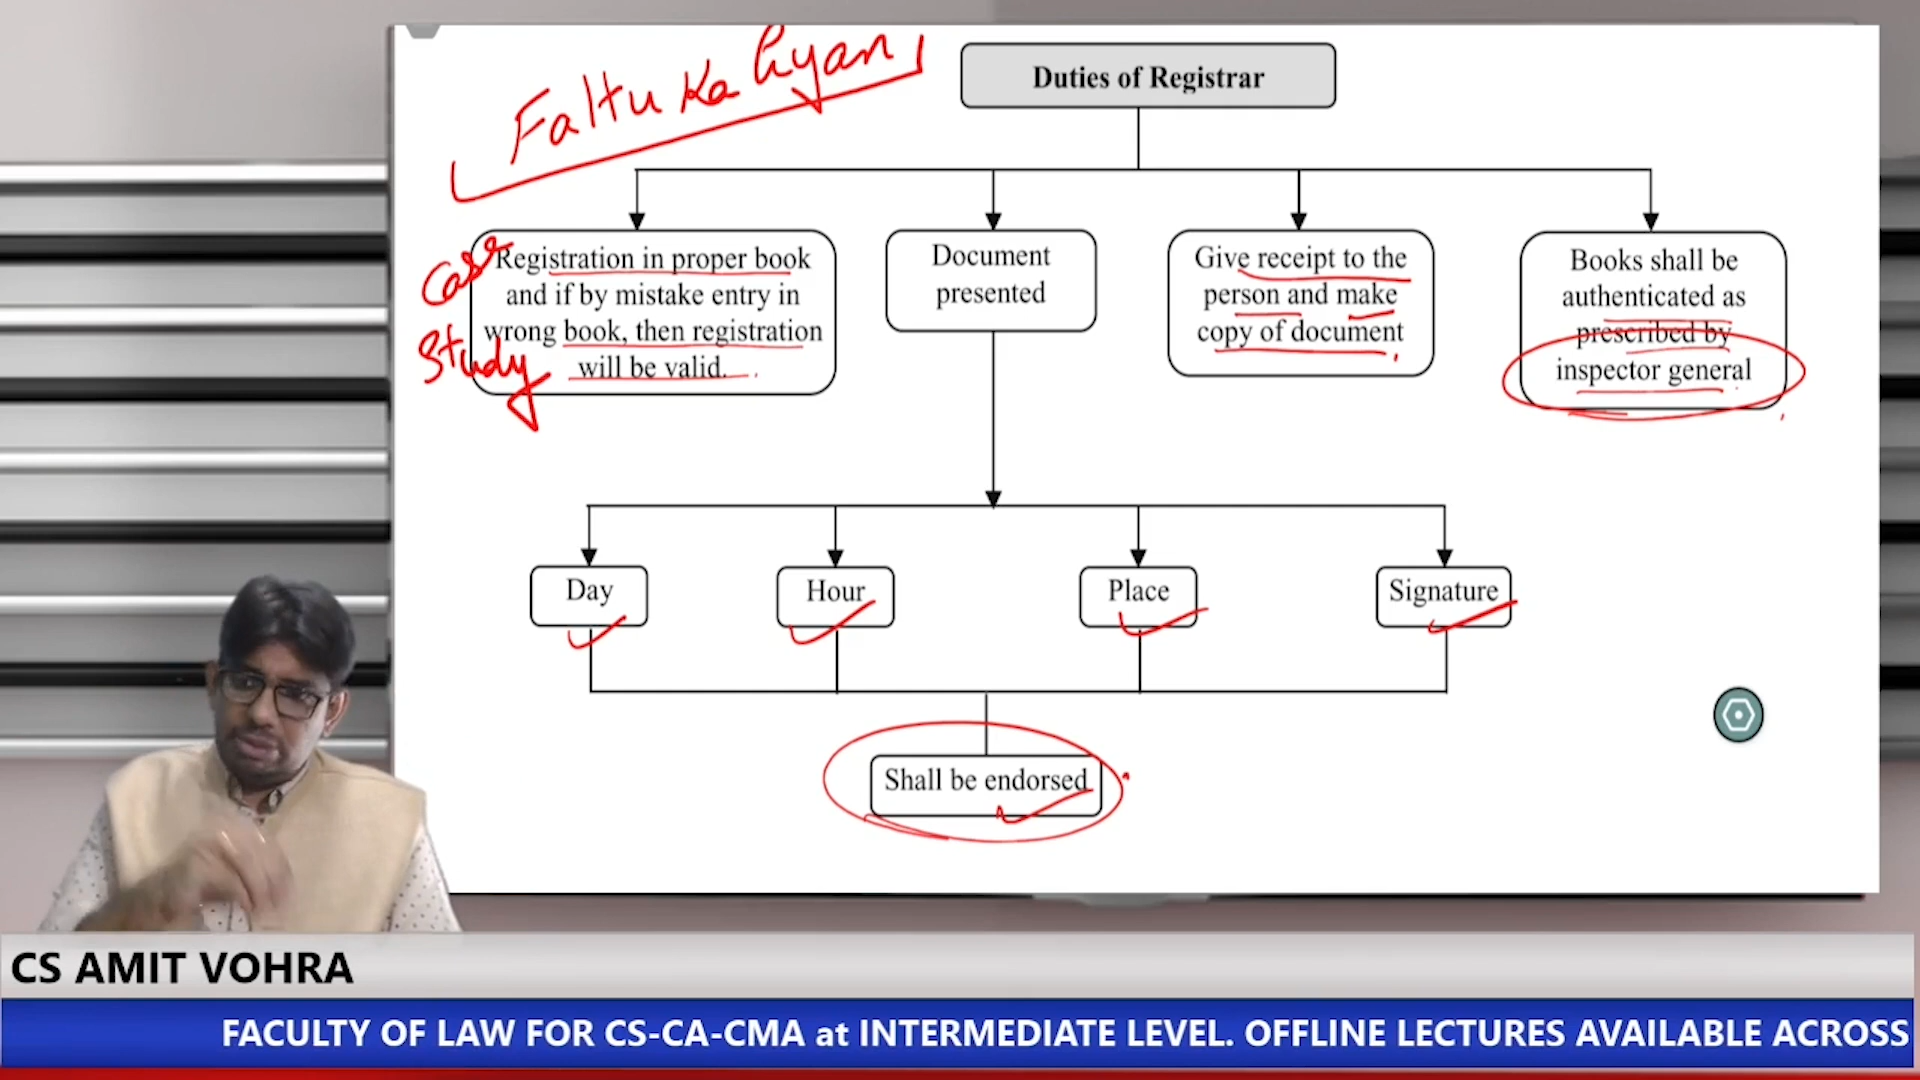 Faltu Ka Gyan
Duties of Registrar
Case
Study
Registration in proper book
and if by mistake entry in
wrong book, then registration
will be valid.
Document
presented
Give receipt to the
person and make
copy of document
Books shall be
authenticated as
prescribed by
inspector general
Day
Hour
Place
Signature
Shall be endorsed
CS AMIT VOHRA
FACULTY OF LAW FOR CS-CA-CMA at INTERMEDIATE LEVEL. OFFLINE LECTURES AVAILABLE ACROSS